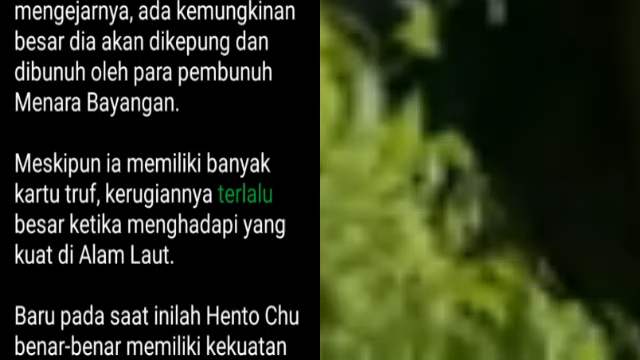 mengejarnya, ada kemungkinan
besar dia akan dikepung dan
dibunuh oleh para pembunuh
Menara Bayangan.
Meskipun ia memiliki banyak
kartu truf, kerugiannya terlalu
besar ketika menghadapi yang
kuat di Alam Laut.
Baru pada saat inilah Hento Chu
benar-benar memiliki kekuatan